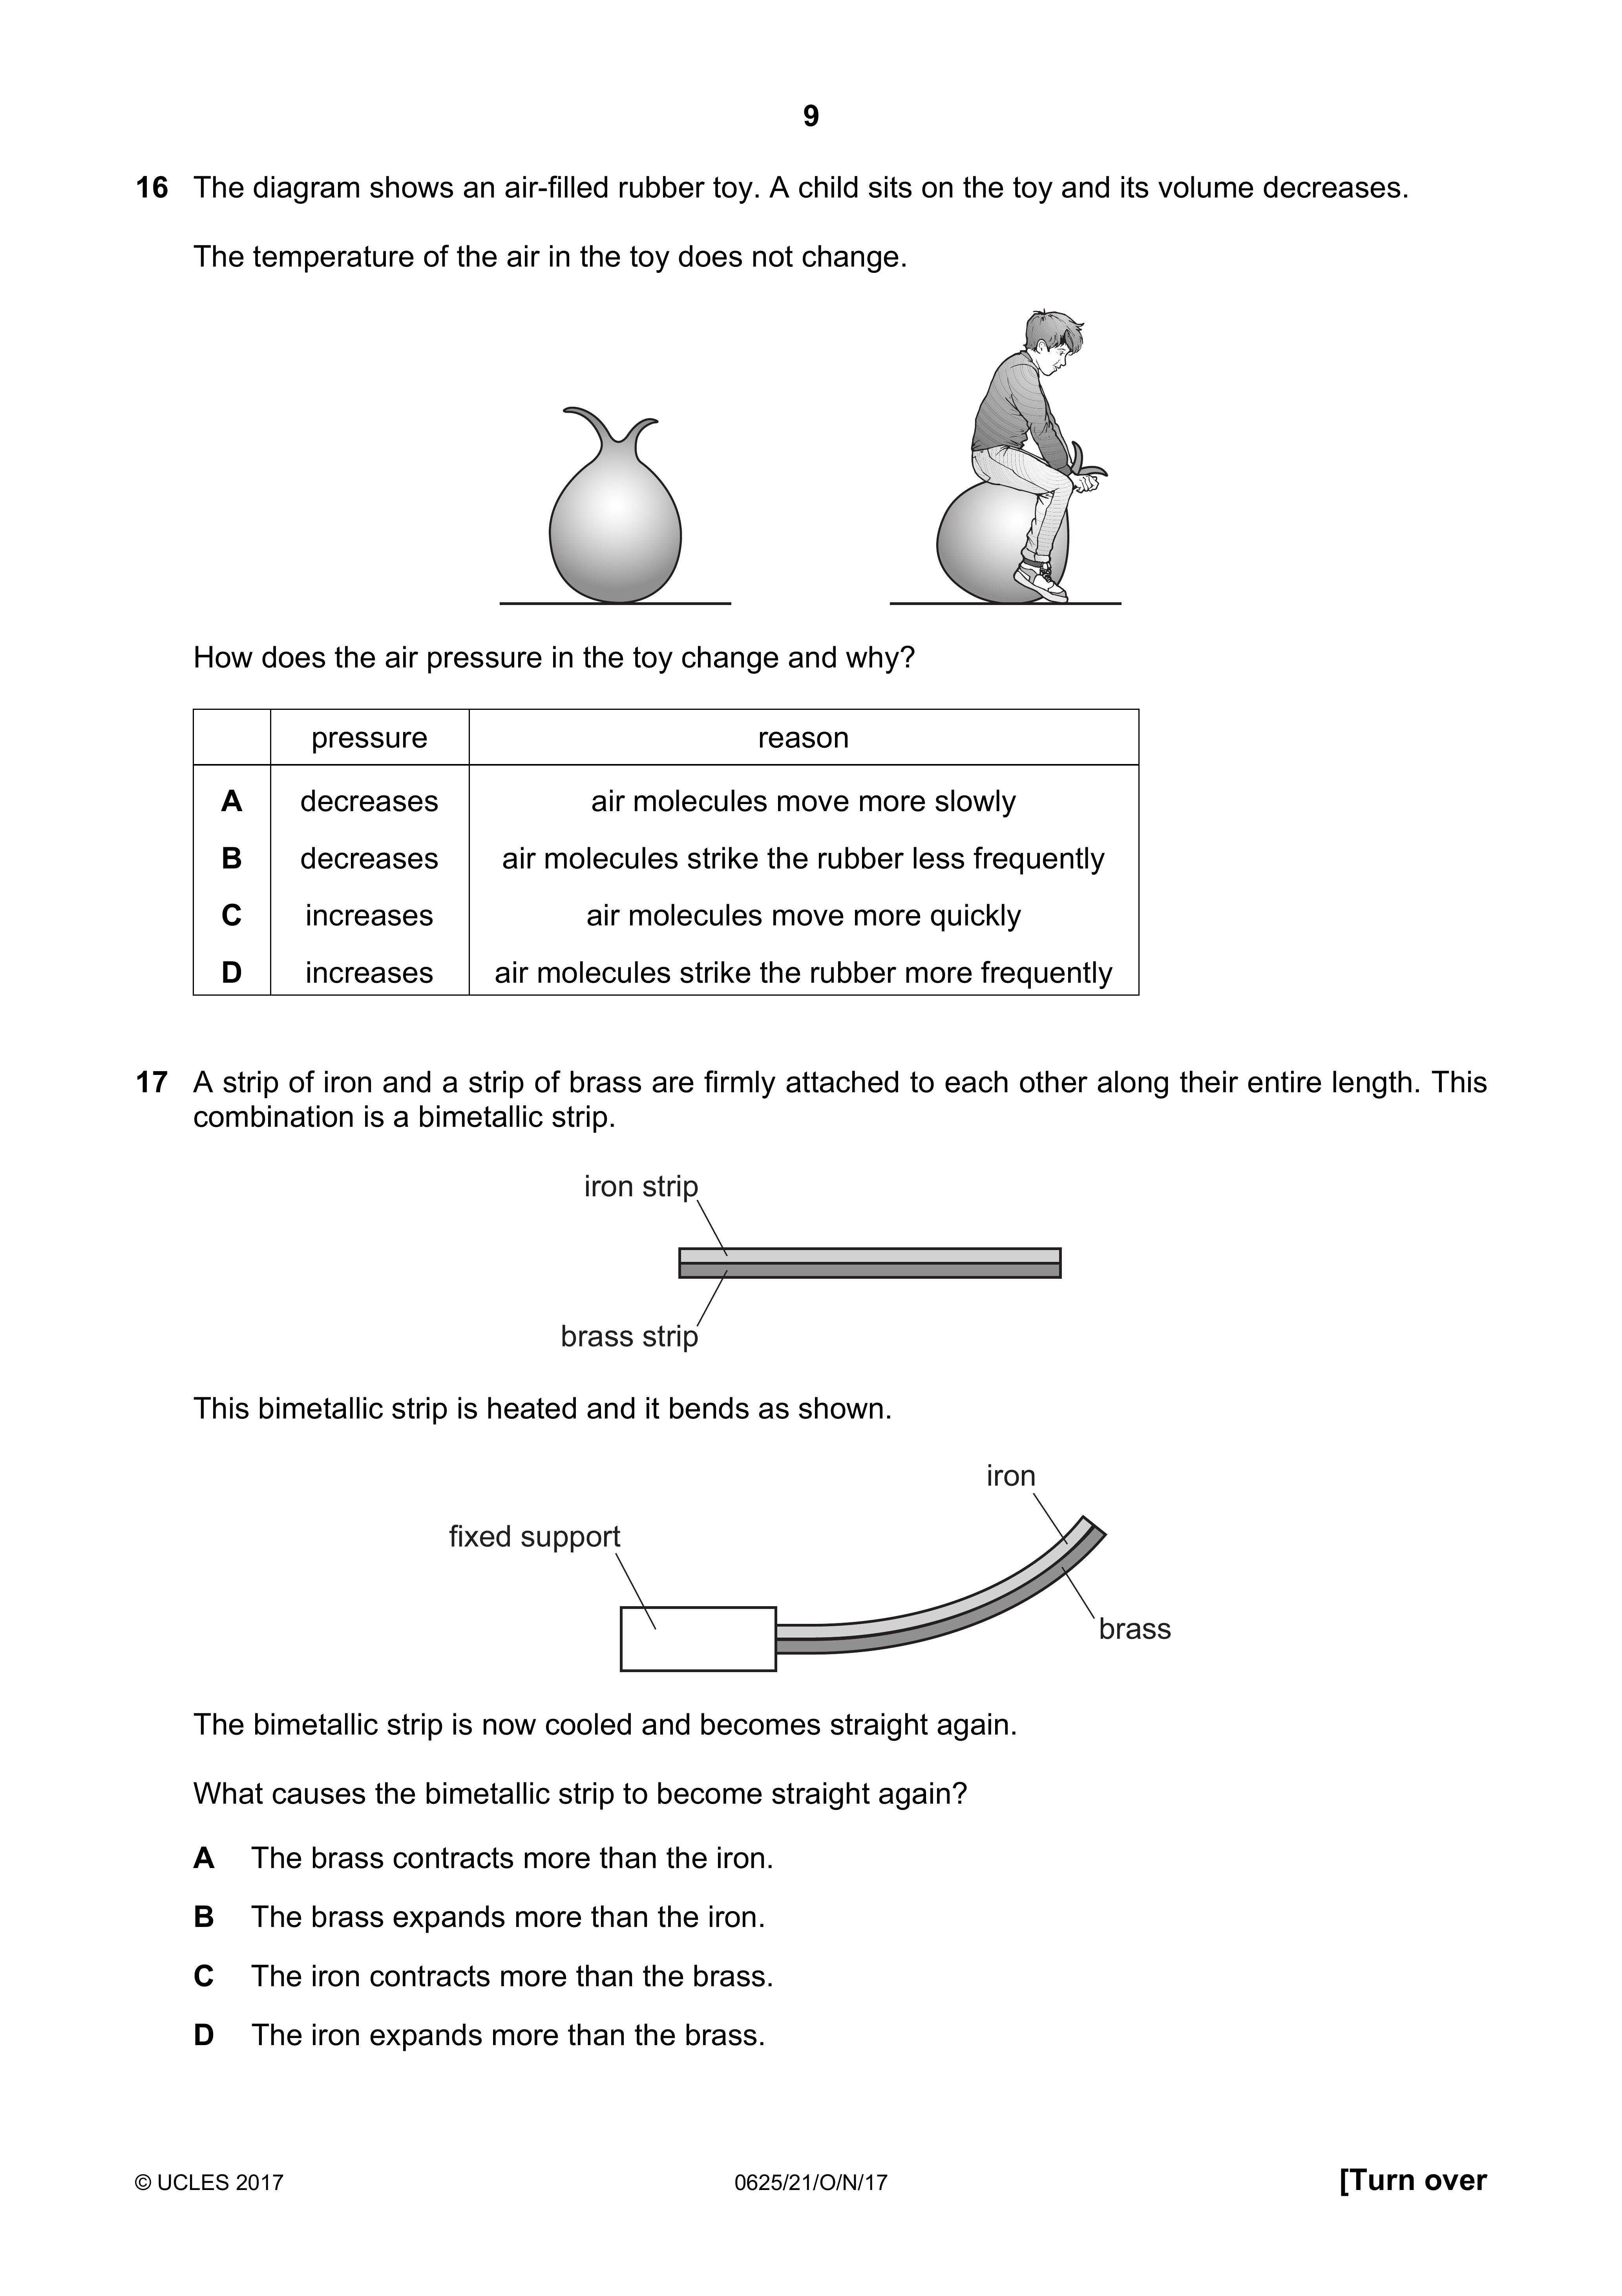 9
16 The diagram shows an air-filled rubber toy. A child sits on the toy and its volume decreases.
The temperature of the air in the toy does not change.
How does the air pressure in the toy change and why?
pressure reason
A decreases air molecules move more slowly
B decreases air molecules strike the rubber less frequently
C increases air molecules move more quickly
D increases air molecules strike the rubber more frequently
17 A strip of iron and a strip of brass are firmly attached to each other along their entire length. This
combination is a bimetallic strip.
iron strip
brass strip
This bimetallic strip is heated and it bends as shown.
iron
fixed support
brass
The bimetallic strip is now cooled and becomes straight again.
What causes the bimetallic strip to become straight again?
A The brass contracts more than the iron.
B The brass expands more than the iron.
C The iron contracts more than the brass.
D The iron expands more than the brass.
© UCLES 2017 0625/21/O/N/17 [Turn over